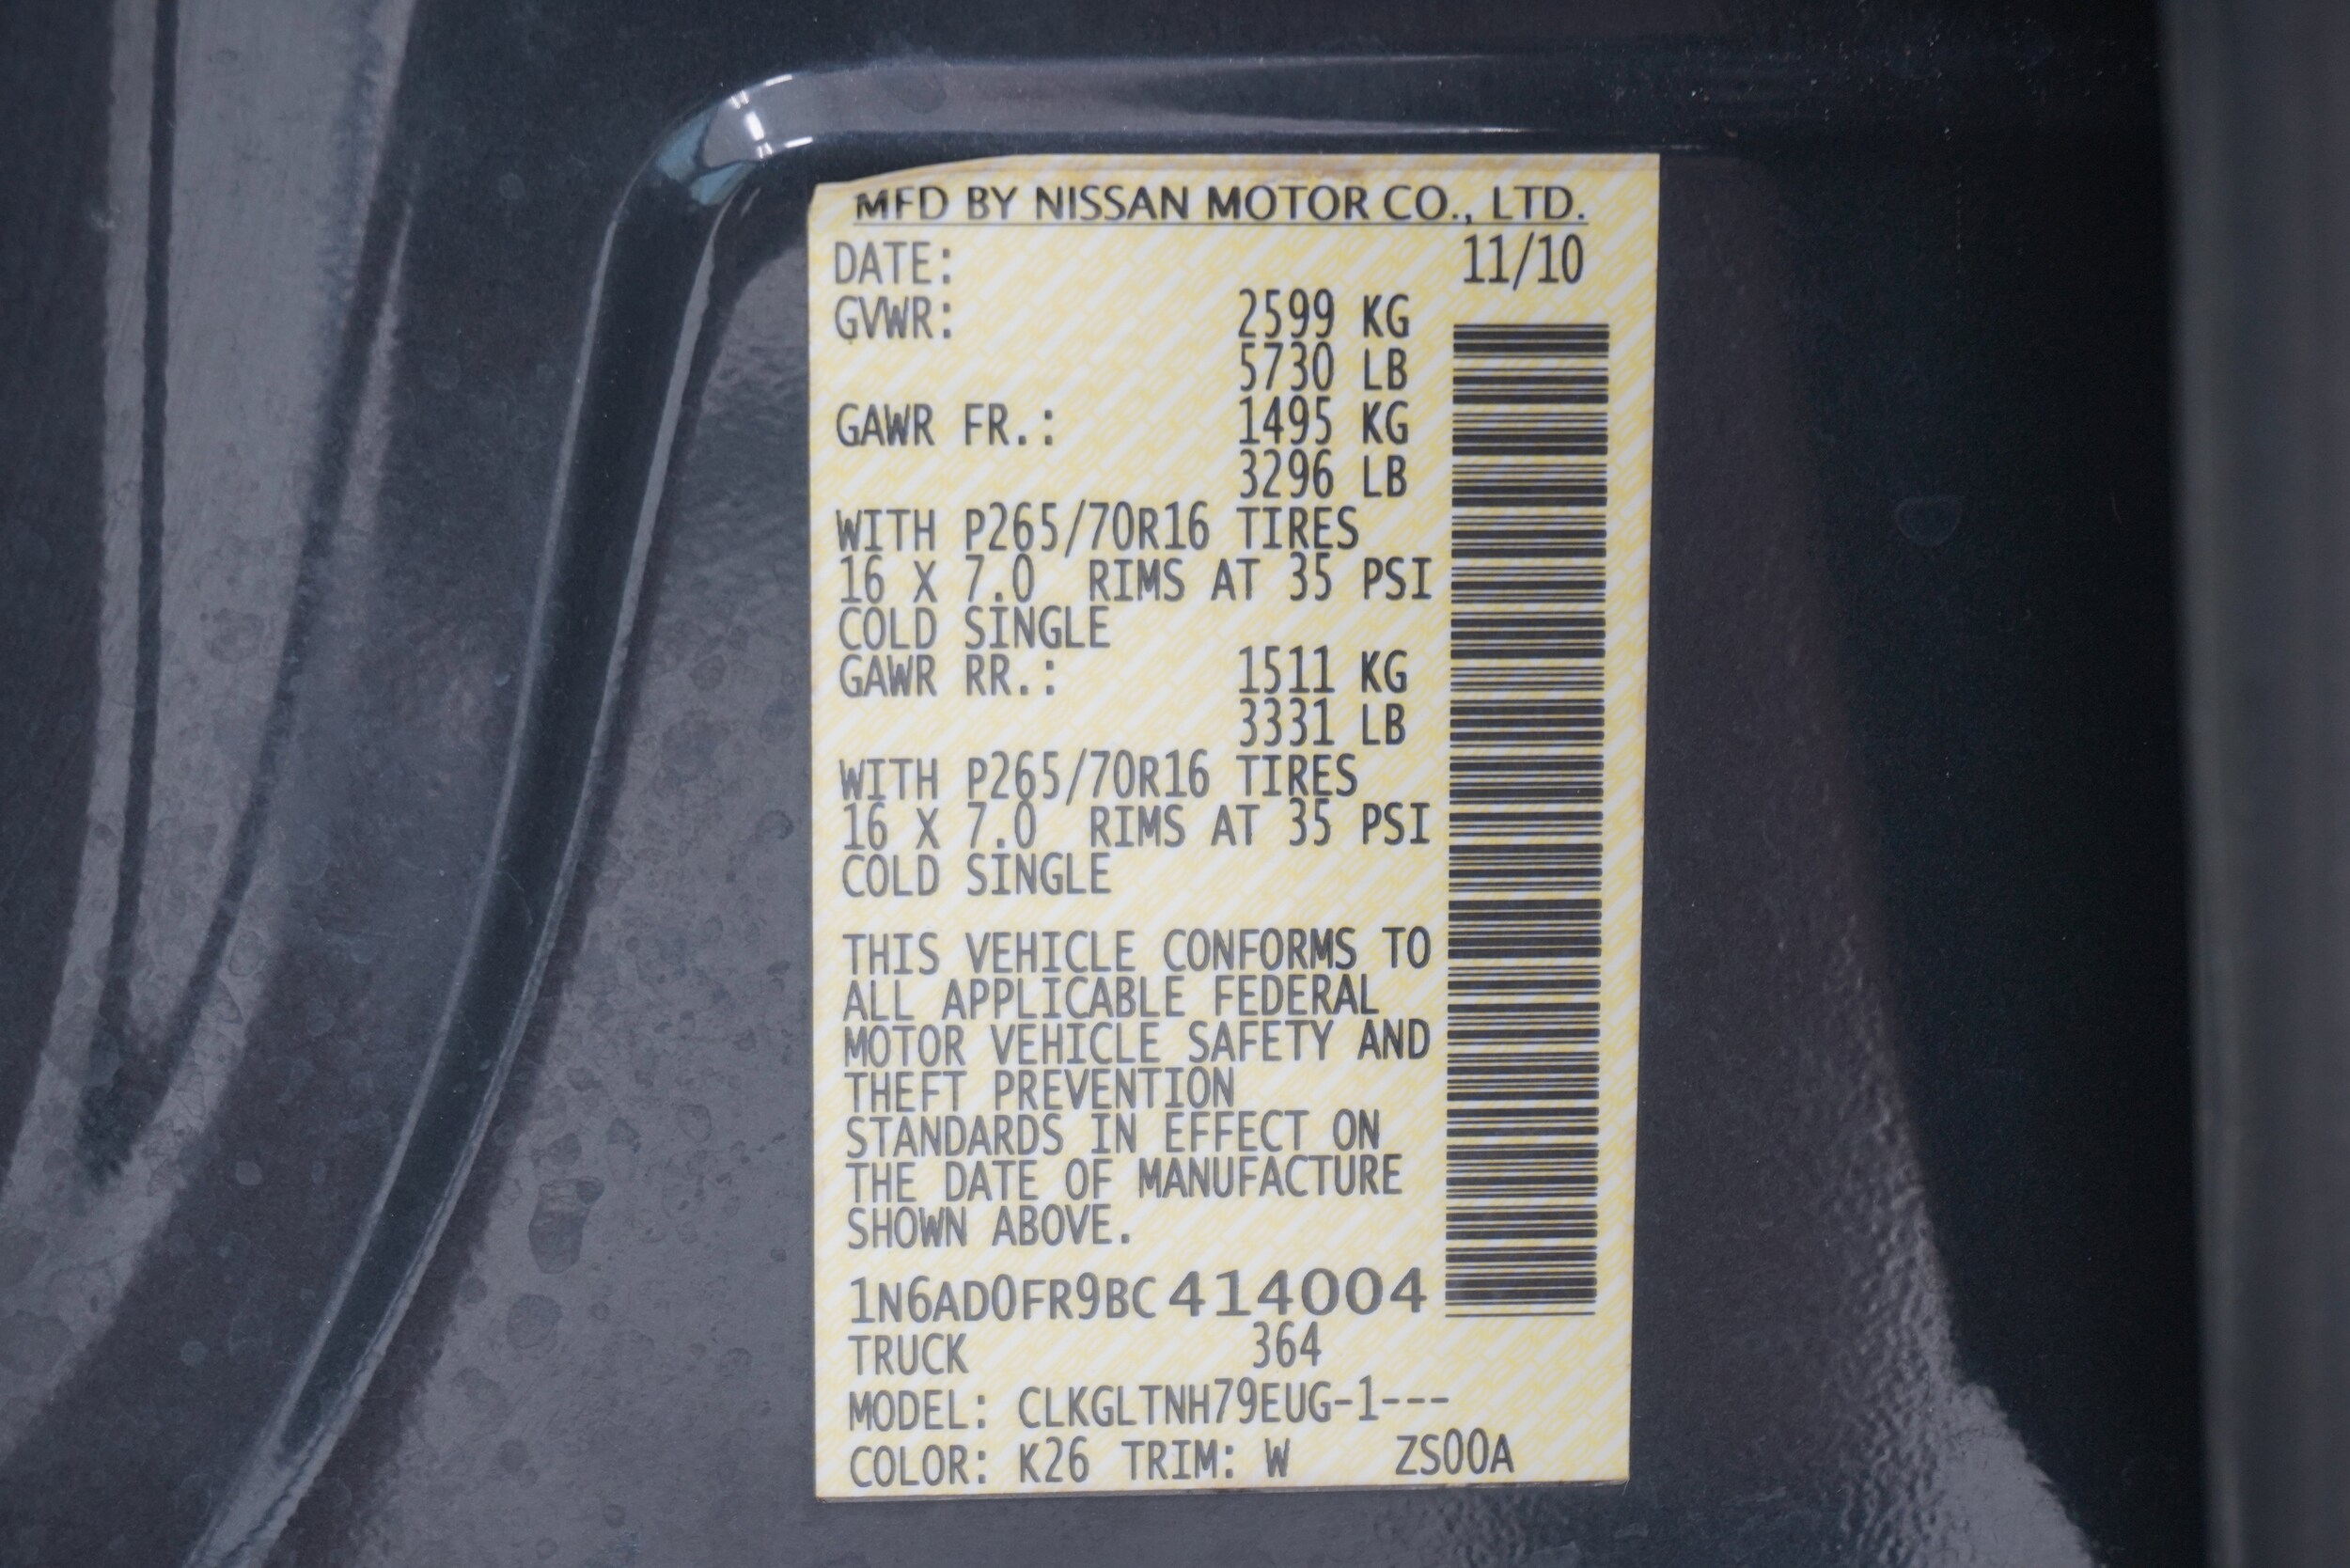 MFD BY NISSAN MOTOR CO., LTD.
DATE: 11/10
GVWR: 2599 KG
5730 LB
GAWR FR.: 1495 KG
3296 LB
WITH P265/70R16 TIRES
16 X 7.0 RIMS AT 35 PSI
COLD SINGLE
GAWR RR.: 1511 KG
3331 LB
WITH P265/70R16 TIRES
16 X 7.0 RIMS AT 35 PSI
COLD SINGLE
THIS VEHICLE CONFORMS TO
ALL APPLICABLE FEDERAL
MOTOR VEHICLE SAFETY AND
THEFT PREVENTION
STANDARDS IN EFFECT ON
THE DATE OF MANUFACTURE
SHOWN ABOVE.
1N6AD0FR9BC414004
TRUCK 364
MODEL: CLKGLTNH79EUG-1---
COLOR: K26 TRIM: W ZS00A